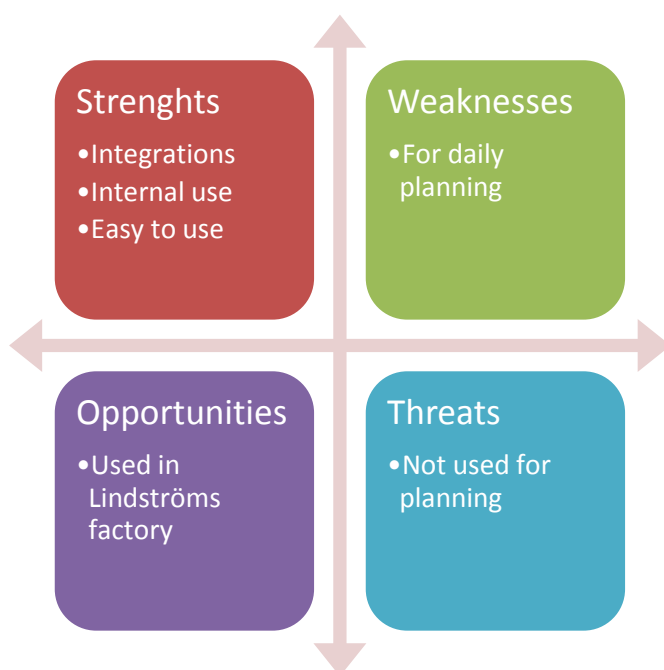 Strenghts
•Integrations
•Internal use
•Easy to use
Weaknesses
•For daily
planning
Opportunities
•Used in
Lindströms
factory
Threats
•Not used for
planning